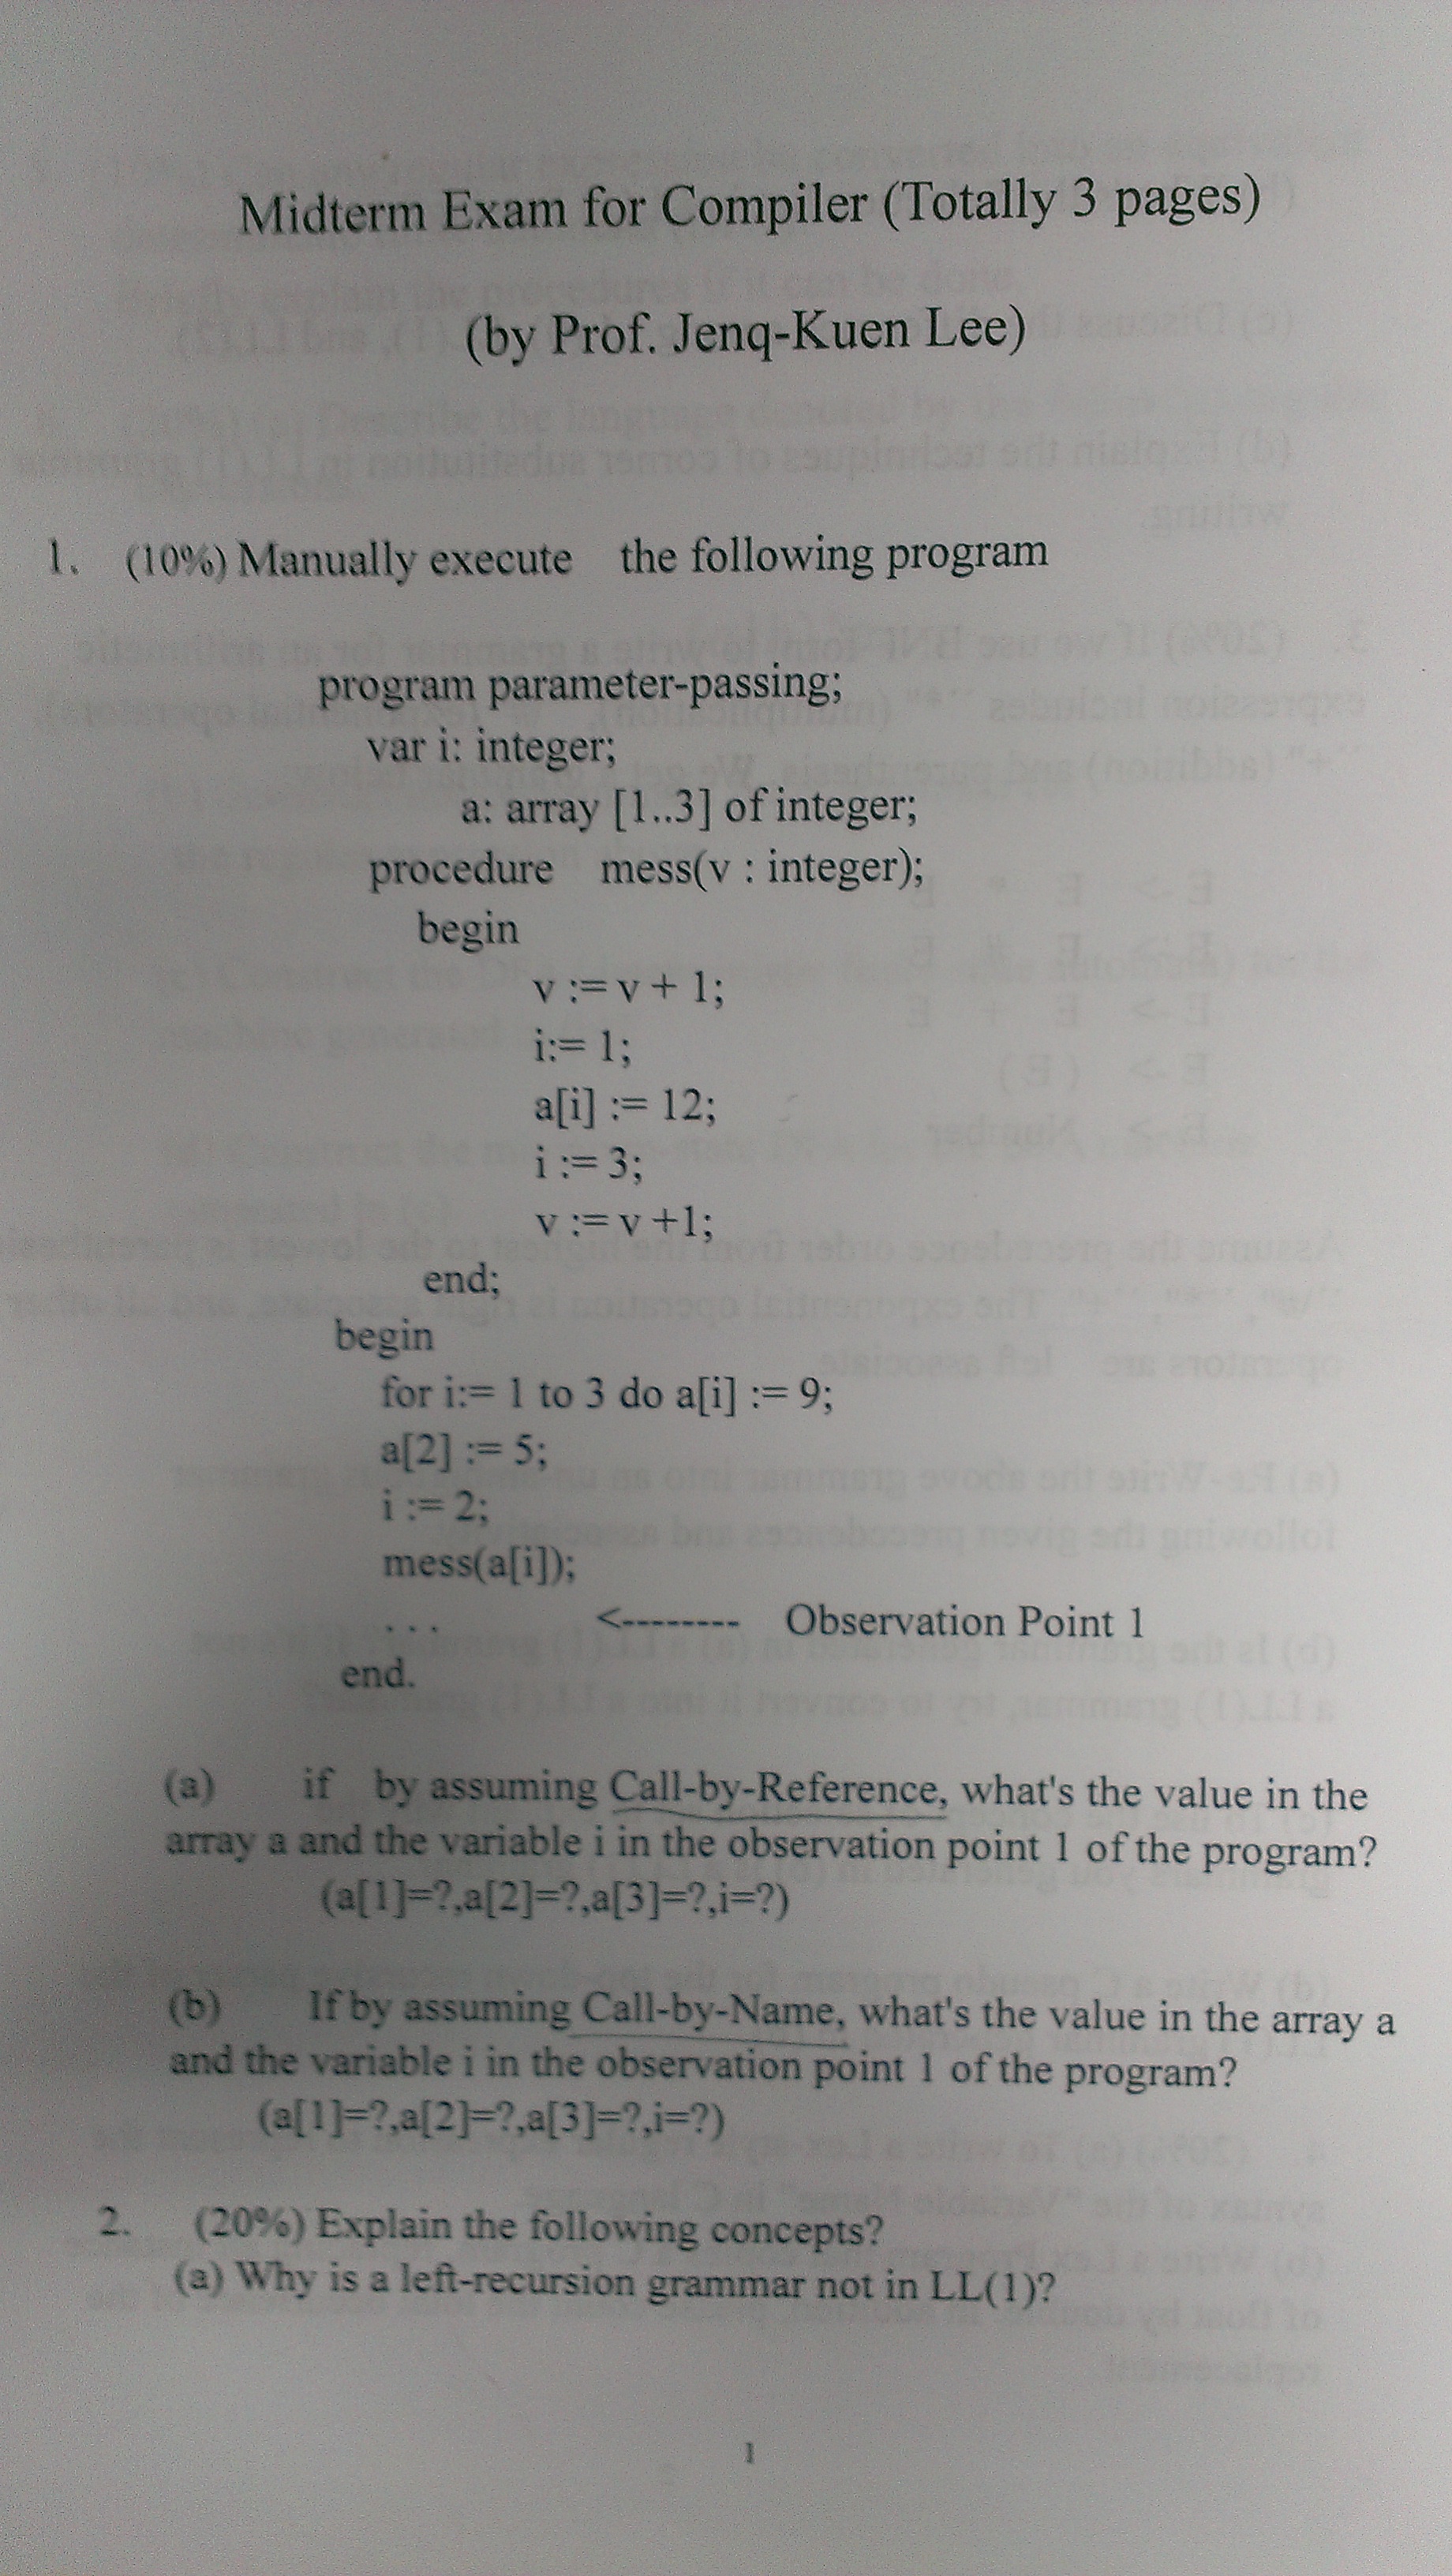 Midterm Exam for Compiler (Totally 3 pages)
(by Prof. Jenq-Kuen Lee)
1. (10%) Manually execute the following program
program parameter-passing;
var i: integer;
a: array [1..3] of integer;
procedure mess(v : integer);
begin
v := v + 1;
i:= 1;
a[i] := 12;
i := 3;
v := v +1;
end;
begin
for i:= 1 to 3 do a[i] := 9;
a[2] := 5;
i := 2;
mess(a[i]);
. . . <-------- Observation Point 1
end.
(a) if by assuming Call-by-Reference, what's the value in the
array a and the variable i in the observation point 1 of the program?
(a[1]=?,a[2]=?,a[3]=?,i=?)
(b) If by assuming Call-by-Name, what's the value in the array a
and the variable i in the observation point 1 of the program?
(a[1]=?,a[2]=?,a[3]=?,i=?)
2. (20%) Explain the following concepts?
(a) Why is a left-recursion grammar not in LL(1)?
1